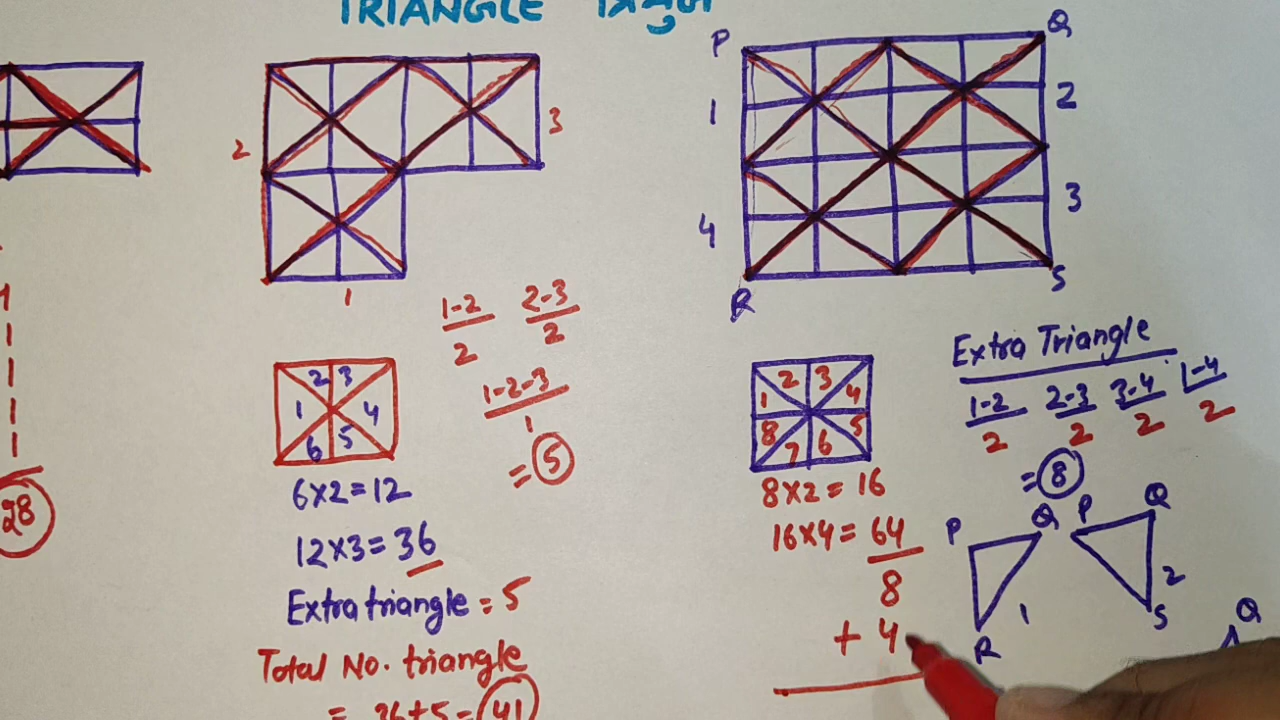 TRIANGLE त्रिभुज
P Q
1 2
4 3
R S
2 3
1
28
1-2/2 2-3/2
1-2-3/1
= 5
2 3
1 4
6 5
6×2=12
12×3=36
Extra triangle = 5
Total No. triangle
= 36+5=41
2 3
1 4
8 5
7 6
8×2=16
16×4=64
8
+ 4
Extra Triangle
1-2/2 2-3/2 3-4/2 1-4/2
= 8
P Q
R 1
P Q
S 2
Q